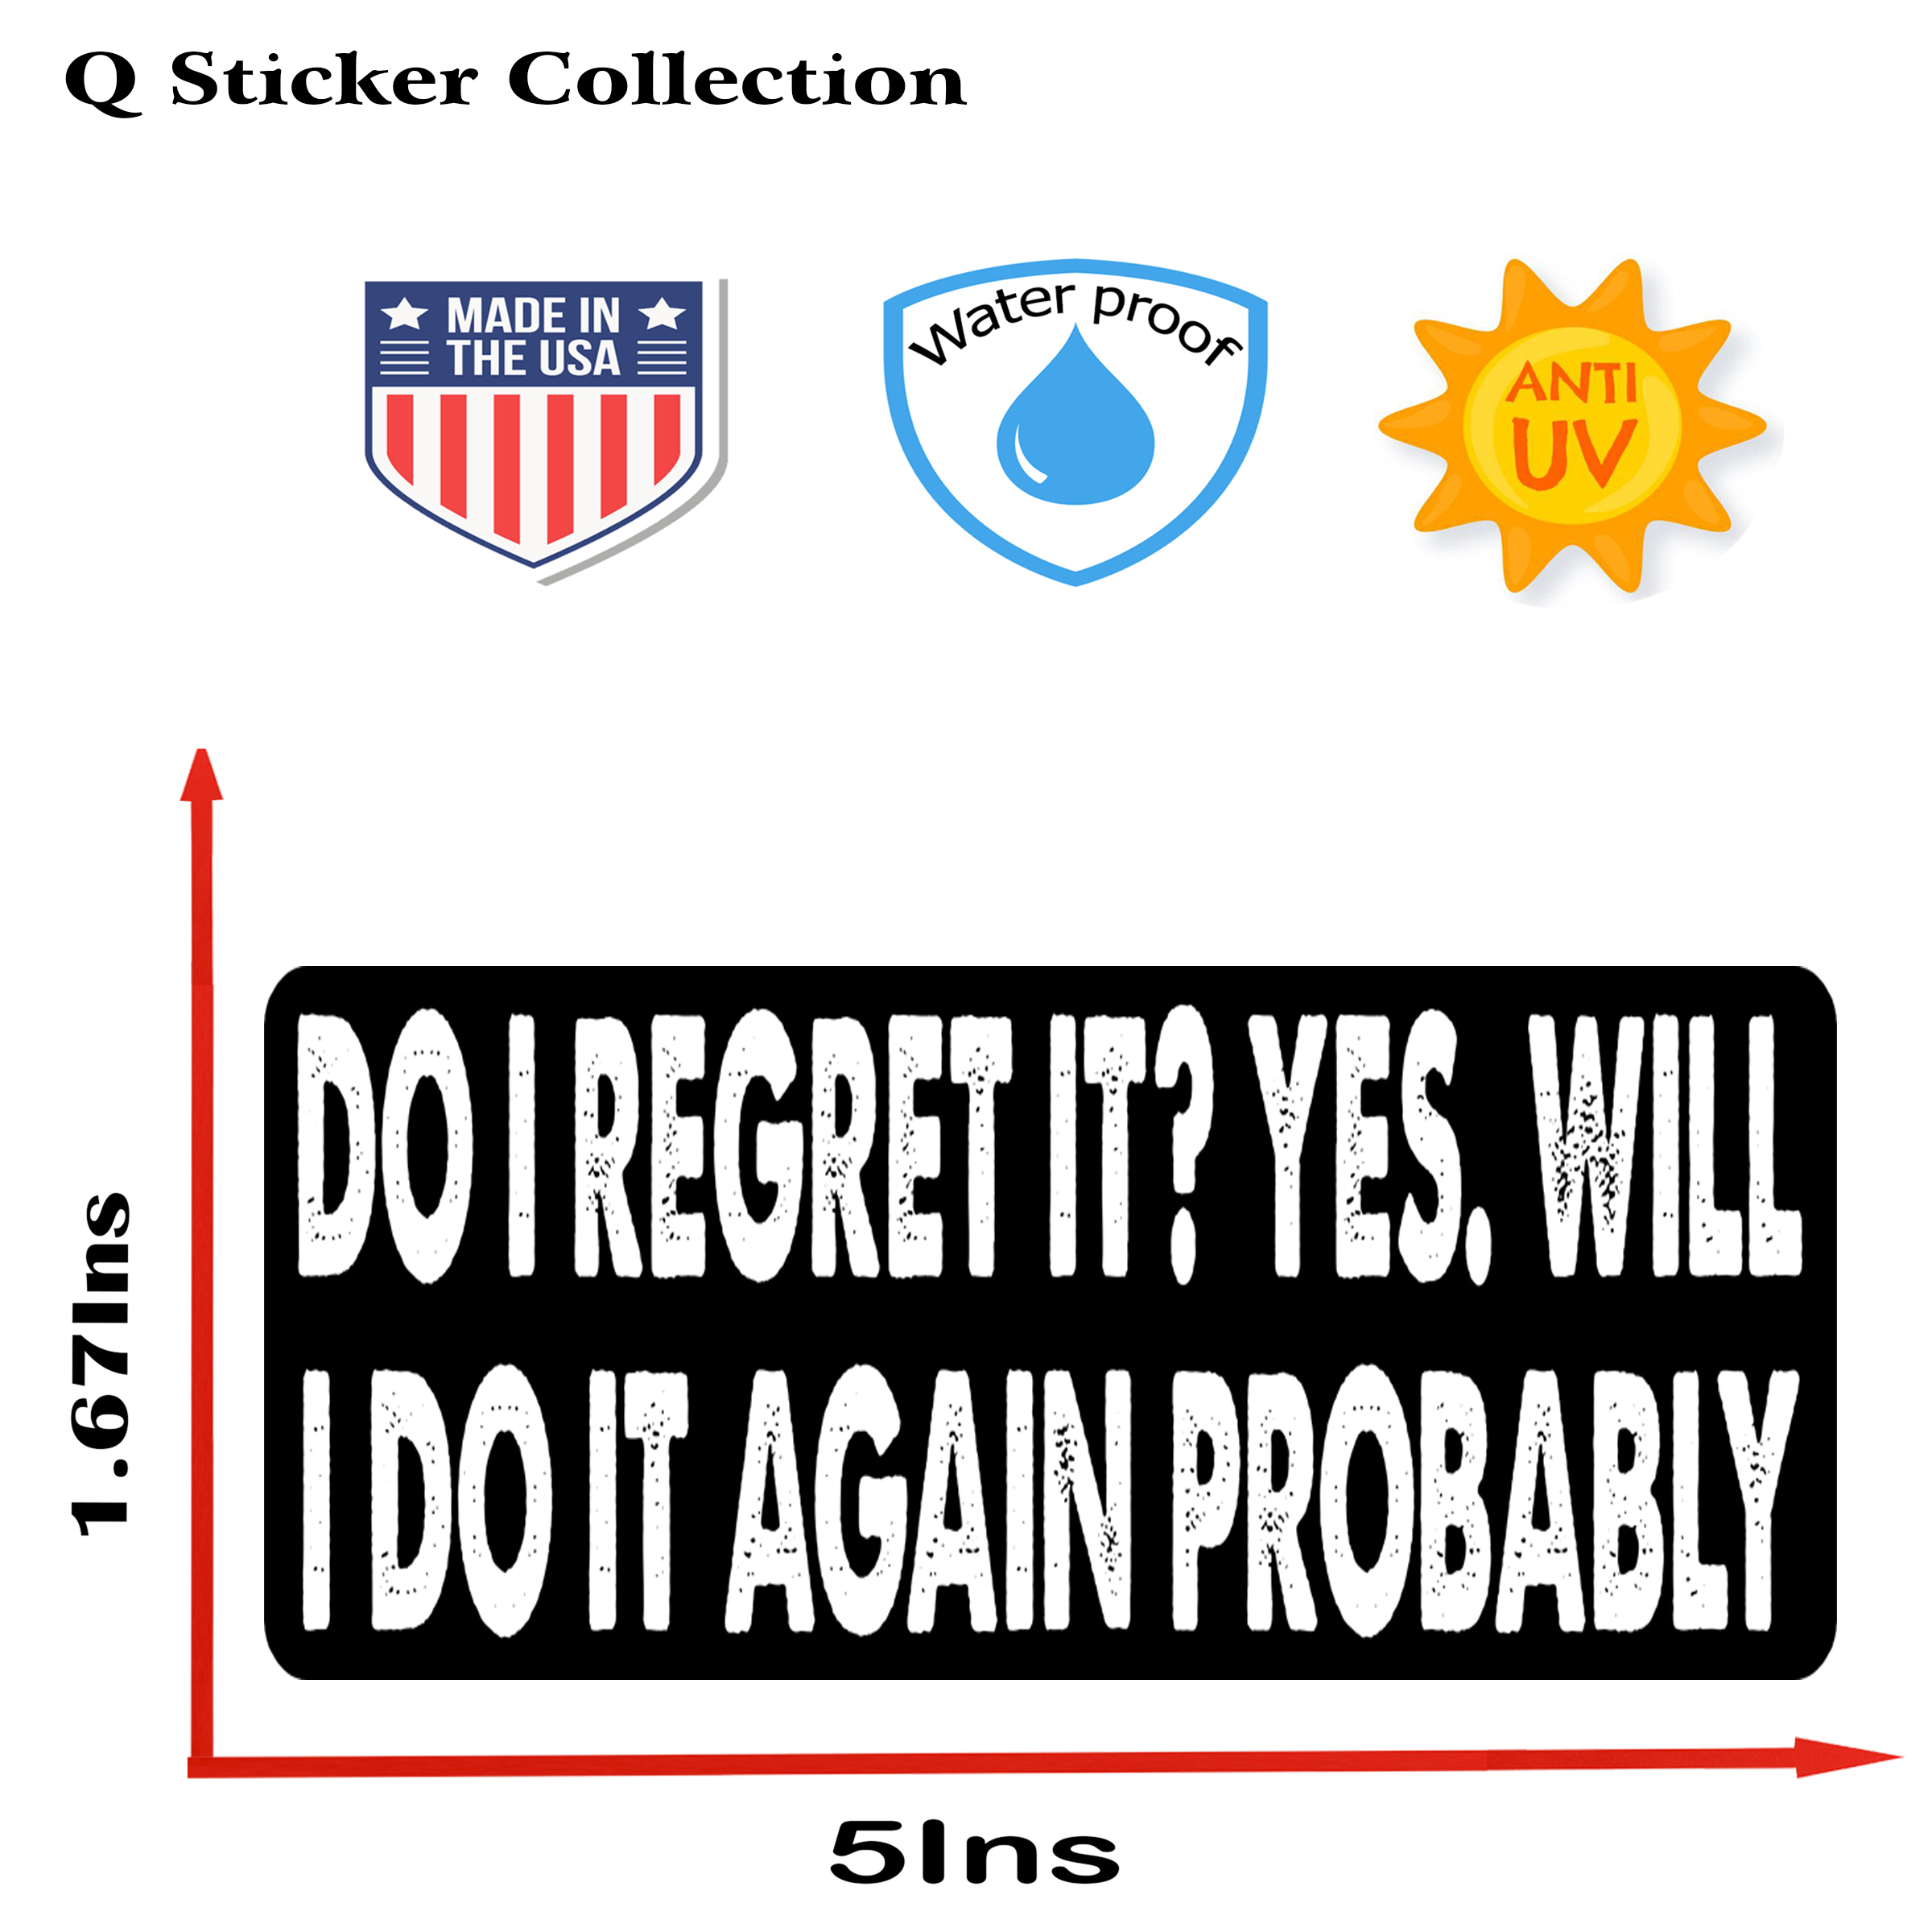 Q Sticker Collection
MADE IN
THE USA
Water proof
ANTI
UV
1.67Ins
DO I REGRET IT? YES. WILL
I DO IT AGAIN PROBABLY
5Ins